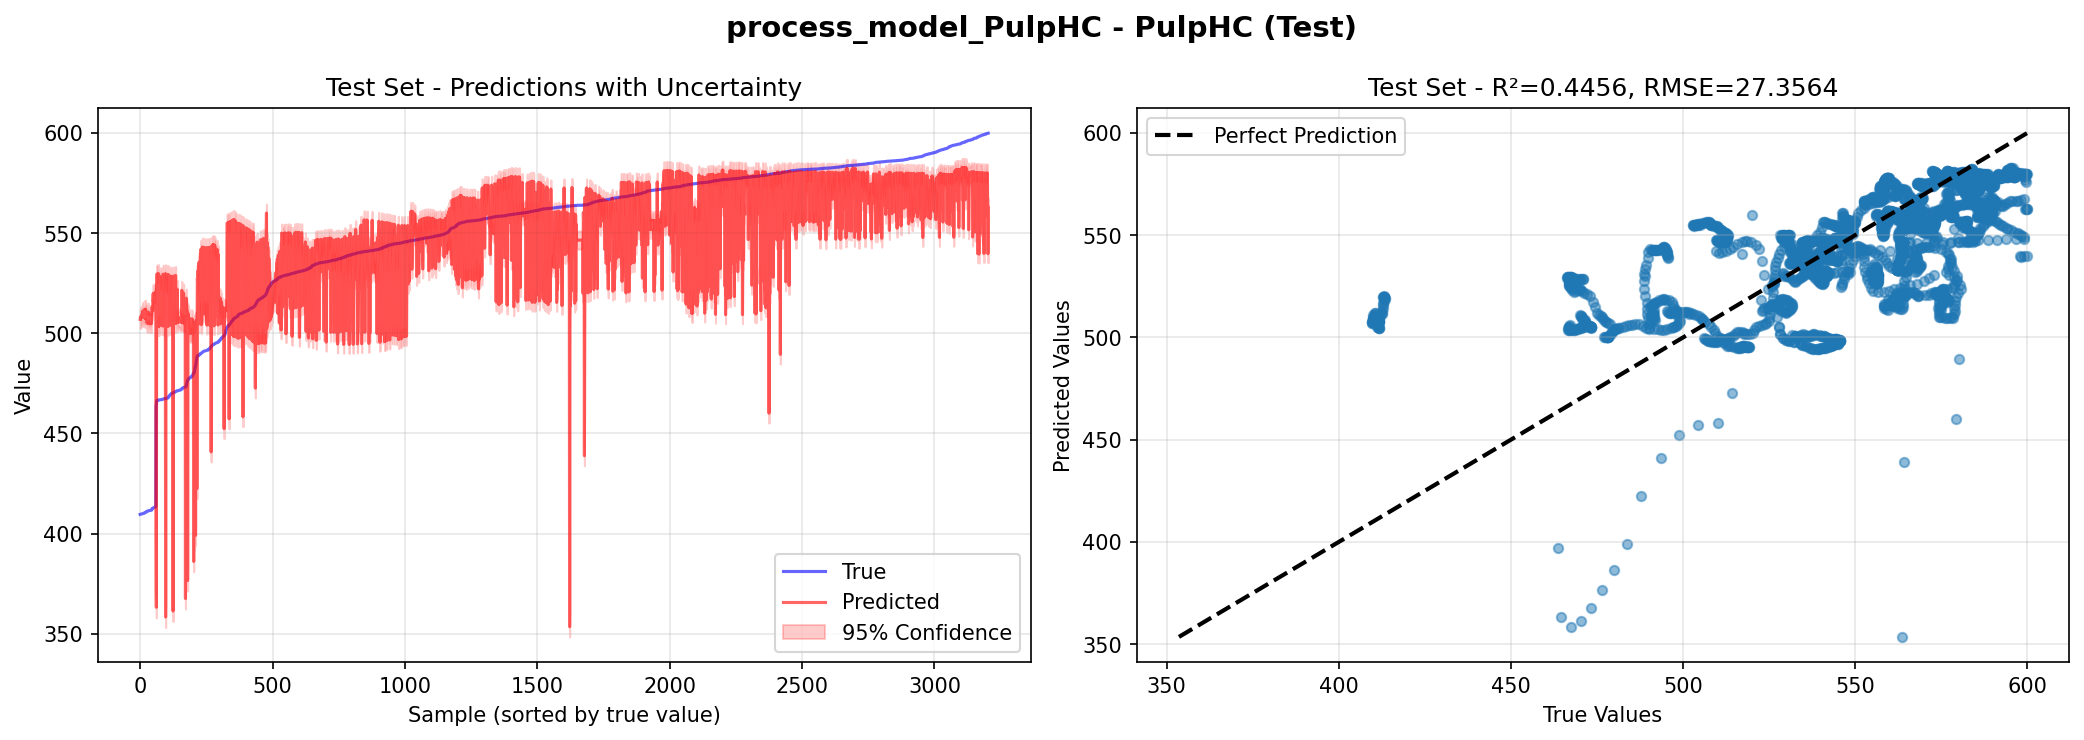 process_model_PulpHC - PulpHC (Test)
Test Set - Predictions with Uncertainty
Value
600
550
500
450
400
350
0
500
1000
1500
2000
2500
3000
Sample (sorted by true value)
True
Predicted
95% Confidence
Test Set - R²=0.4456, RMSE=27.3564
Predicted Values
600
550
500
450
400
350
350
400
450
500
550
600
True Values
Perfect Prediction